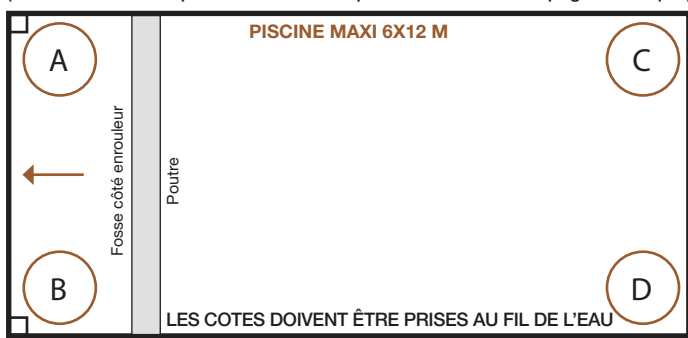 PISCINE MAXI 6X12 M
A
C
Fosse côté enrouleur
Poutre
B
D
LES COTES DOIVENT ÊTRE PRISES AU FIL DE L'EAU